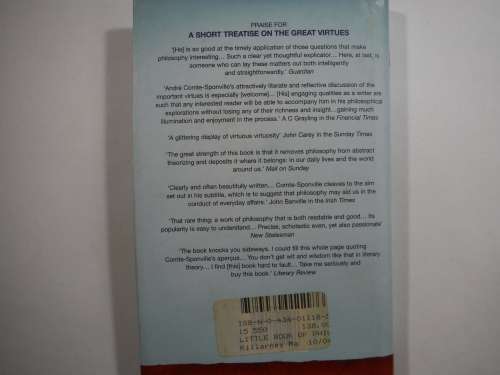 PRAISE FOR
A SHORT TREATISE ON THE GREAT VIRTUES
'[He] is so good at the timely application of those questions that make
philosophy interesting... Such a clear yet thoughtful explicator... Here, at last, is
someone who can lay these matters out both intelligently
and straightforwardly.' Guardian
'André Comte-Sponville's attractively literate and reflective discussion of the
important virtues is especially [welcome]... [His] engaging qualities as a writer are
such that any interested reader will be able to accompany him in his philosophical
explorations without losing any of their richness and insight...gaining much
illumination and enjoyment in the process.' A C Grayling in the Financial Times
'A glittering display of virtuous virtuosity' John Carey in the Sunday Times
'The great strength of this book is that it removes philosophy from abstract
theorizing and deposits it where it belongs: in our daily lives and the world
around us.' Mail on Sunday
'Clearly and often beautifully written... Comte-Sponville cleaves to the aim
set out in his subtitle, which is to suggest that philosophy may assist us in the
conduct of everyday affairs.' John Banville in the Irish Times
'That rare thing: a work of philosophy that is both readable and good... Its
popularity is easy to understand... Precise, scholastic even, yet also passionate'
New Statesman
'The book knocks you sideways. I could fill this whole page quoting
Comte-Sponville's aperçus... You don't get wit and wisdom like that in literary
theory... I find [this] book hard to fault... Take me seriously and
buy this book.' Literary Review
15 550
LITTLE BOOK OF
Killarney Ma 10/0